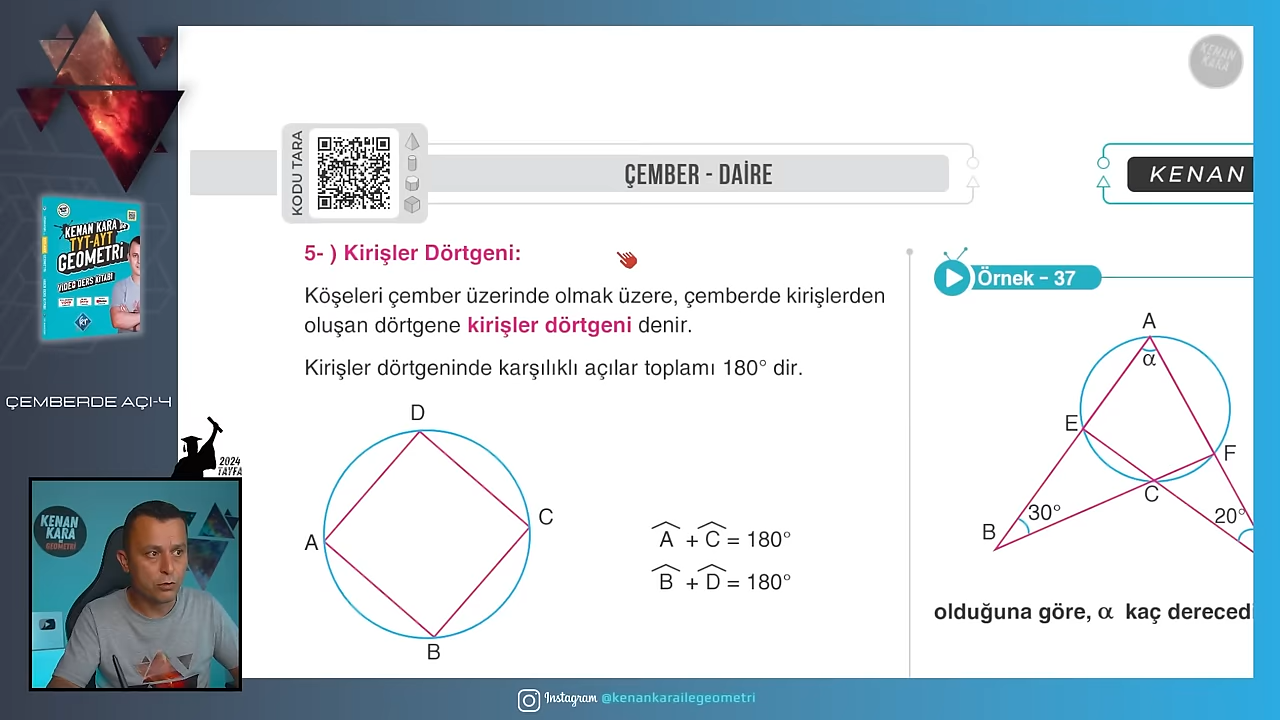 KENAN
KARA
KODU TARA
ÇEMBER - DAİRE
KENAN
KENAN KARA
TYT-AYT
GEOMETRİ
VİDEO DERS KİTABI
5- ) Kirişler Dörtgeni:
Köşeleri çember üzerinde olmak üzere, çemberde kirişlerden
oluşan dörtgene kirişler dörtgeni denir.
Kirişler dörtgeninde karşılıklı açılar toplamı 180° dir.
D
A
C
B
A + C = 180°
B + D = 180°
Örnek - 37
A
α
E
F
C
B
30°
20°
olduğuna göre, α kaç derecedi
ÇEMBERDE AÇI-4
2024
TAYFA
KENAN
KARA
GEOMETRİ
Instagram @kenankarailegeometri